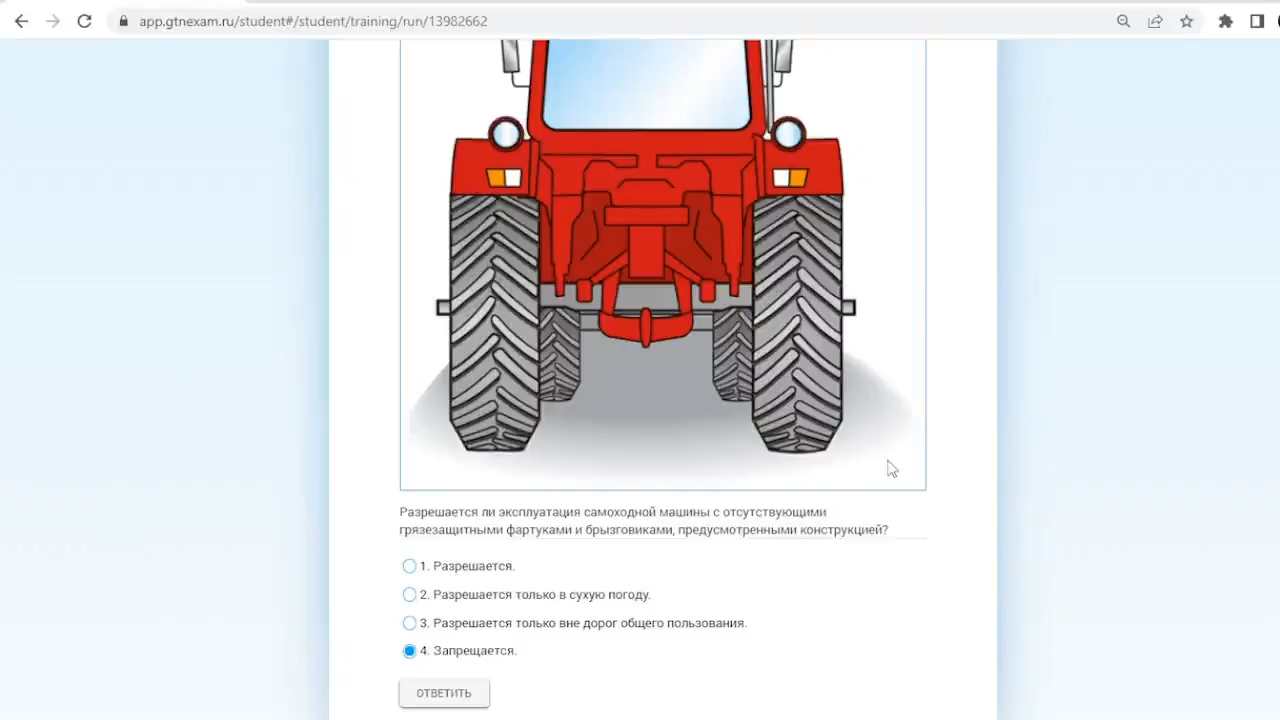 app.gtnexam.ru/student#/student/training/run/13982662
Разрешается ли эксплуатация самоходной машины с отсутствующими
грязезащитными фартуками и брызговиками, предусмотренными конструкцией?
1. Разрешается.
2. Разрешается только в сухую погоду.
3. Разрешается только вне дорог общего пользования.
4. Запрещается.
ОТВЕТИТЬ